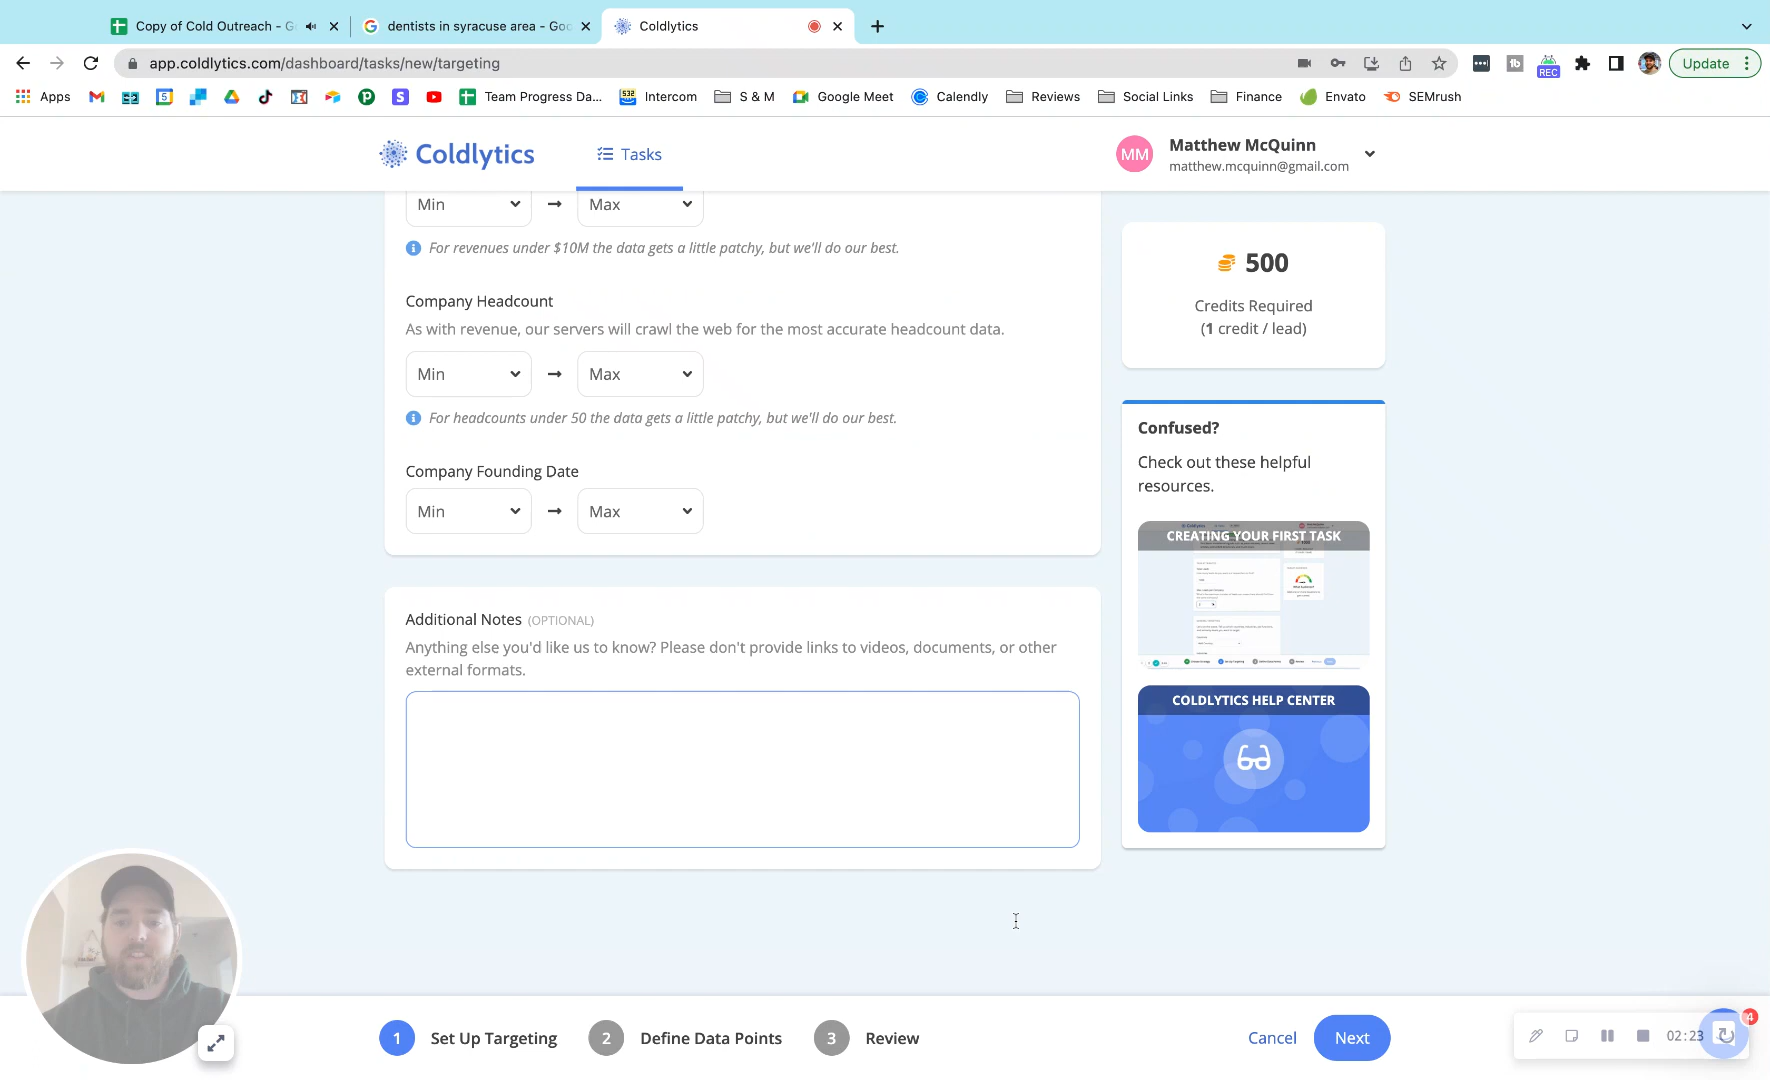 Copy of Cold Outreach - G
dentists in syracuse area - Goo
Coldlytics
app.coldlytics.com/dashboard/tasks/new/targeting
REC
Update
Apps
Team Progress Da...
Intercom
S & M
Google Meet
Calendly
Reviews
Social Links
Finance
Envato
SEMrush
Coldlytics
Tasks
MM
Matthew McQuinn
matthew.mcquinn@gmail.com
Min
Max
For revenues under $10M the data gets a little patchy, but we'll do our best.
Company Headcount
As with revenue, our servers will crawl the web for the most accurate headcount data.
Min
Max
For headcounts under 50 the data gets a little patchy, but we'll do our best.
Company Founding Date
Min
Max
Additional Notes (OPTIONAL)
Anything else you'd like us to know? Please don't provide links to videos, documents, or other
external formats.
500
Credits Required
(1 credit / lead)
Confused?
Check out these helpful
resources.
CREATING YOUR FIRST TASK
COLDLYTICS HELP CENTER
1
Set Up Targeting
2
Define Data Points
3
Review
Cancel
Next
02:23
4